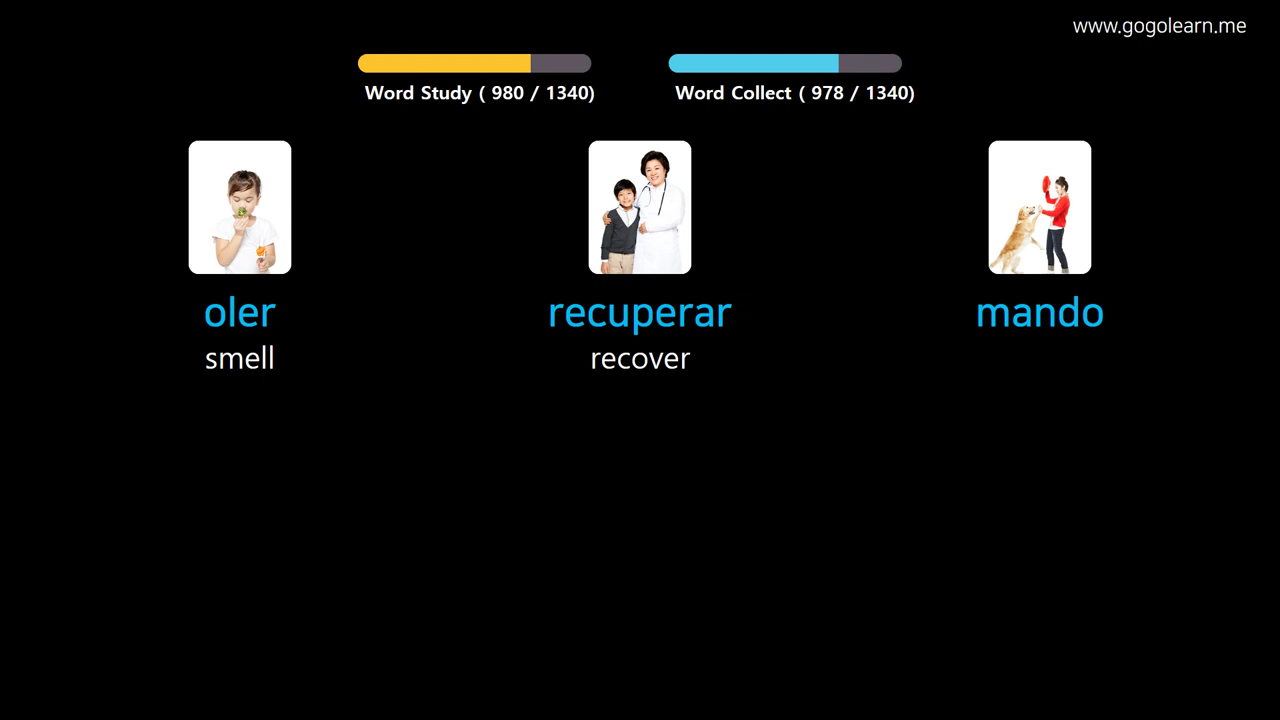 www.gogolearn.me
Word Study ( 980 / 1340)
Word Collect ( 978 / 1340)
oler
smell
recuperar
recover
mando